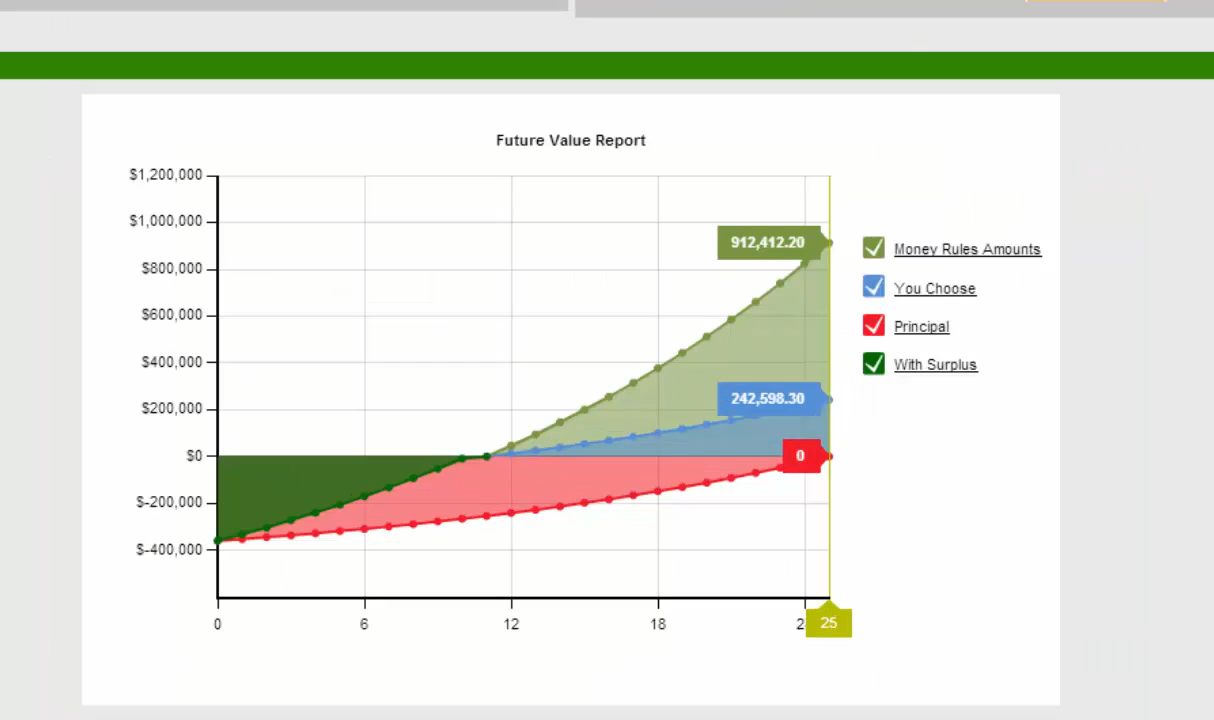 Future Value Report
$1,200,000
$1,000,000
$800,000
$600,000
$400,000
$200,000
$0
$-200,000
$-400,000
912,412.20
242,598.30
0
Money Rules Amounts
You Choose
Principal
With Surplus
0 6 12 18 2 25